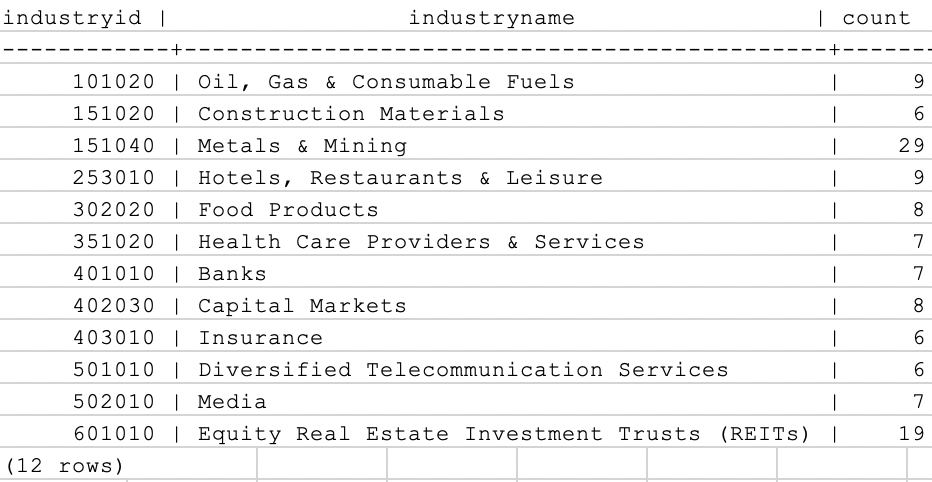 industryid |                 industryname                  | count
------------+-----------------------------------------------+-------
     101020 | Oil, Gas & Consumable Fuels                   |     9
     151020 | Construction Materials                        |     6
     151040 | Metals & Mining                               |    29
     253010 | Hotels, Restaurants & Leisure                 |     9
     302020 | Food Products                                 |     8
     351020 | Health Care Providers & Services              |     7
     401010 | Banks                                         |     7
     402030 | Capital Markets                               |     8
     403010 | Insurance                                     |     6
     501010 | Diversified Telecommunication Services        |     6
     502010 | Media                                         |     7
     601010 | Equity Real Estate Investment Trusts (REITs) |    19
(12 rows)